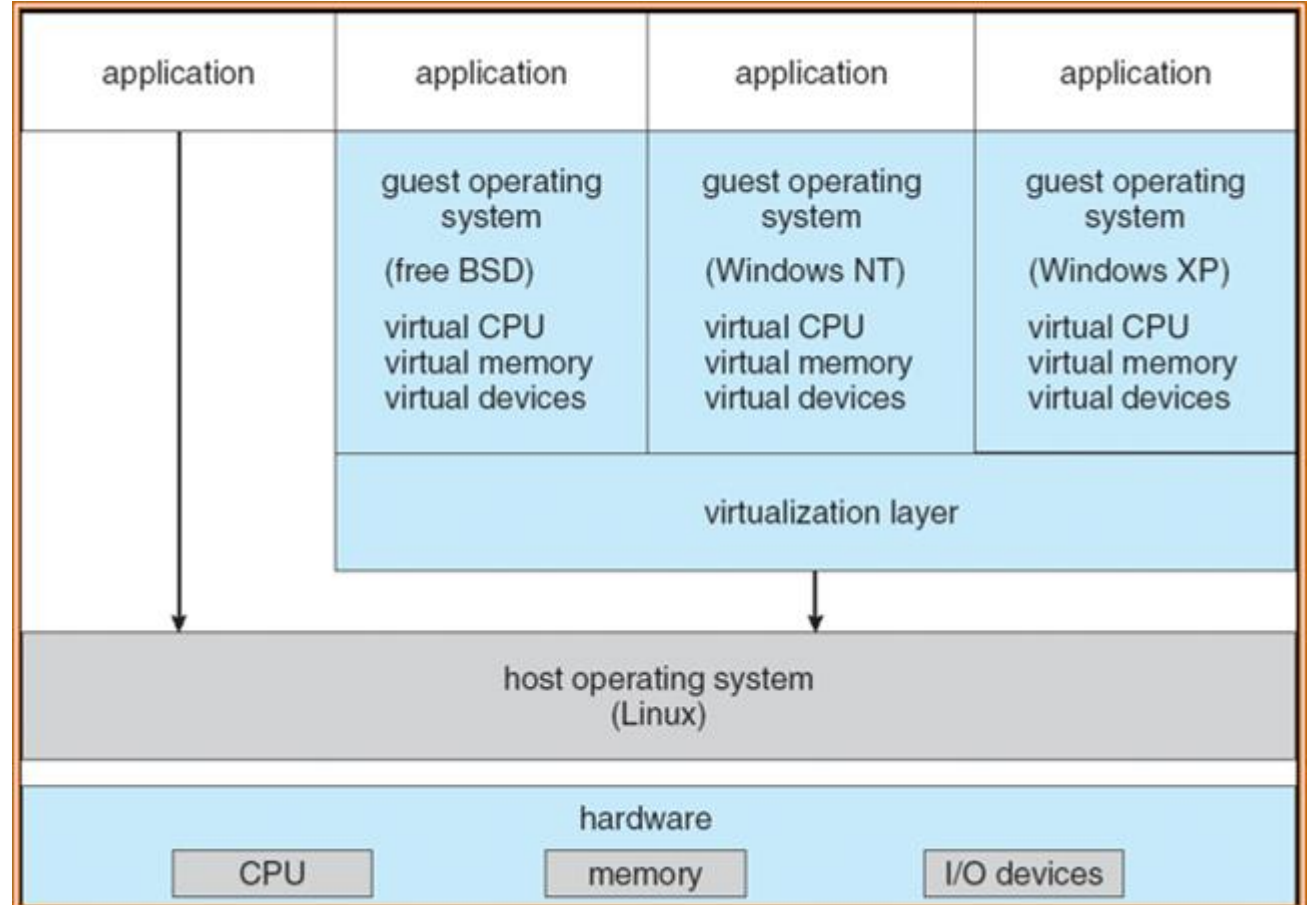 application
application
application
application
guest operating
system
(free BSD)
virtual CPU
virtual memory
virtual devices
guest operating
system
(Windows NT)
virtual CPU
virtual memory
virtual devices
guest operating
system
(Windows XP)
virtual CPU
virtual memory
virtual devices
virtualization layer
host operating system
(Linux)
hardware
CPU
memory
I/O devices